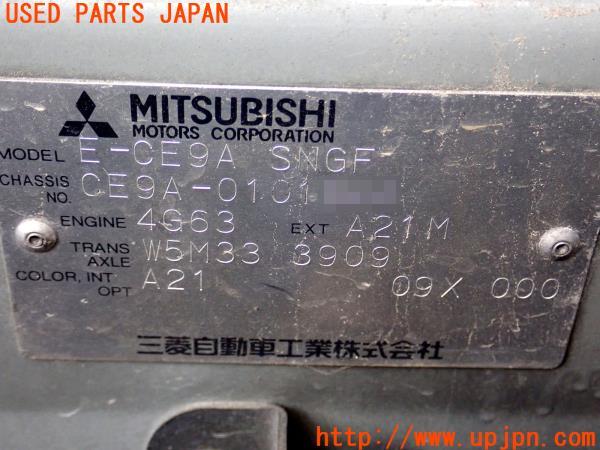 USED PARTS JAPAN
MITSUBISHI
MOTORS CORPORATION
MODEL E-CE9A SNGF
CHASSIS NO. CE9A-0101
ENGINE 4G63 EXT A21M
TRANS AXLE W5M33 3909
COLOR, INT OPT A21 09X 000
三菱自動車工業株式会社
http://www.upjpn.com/